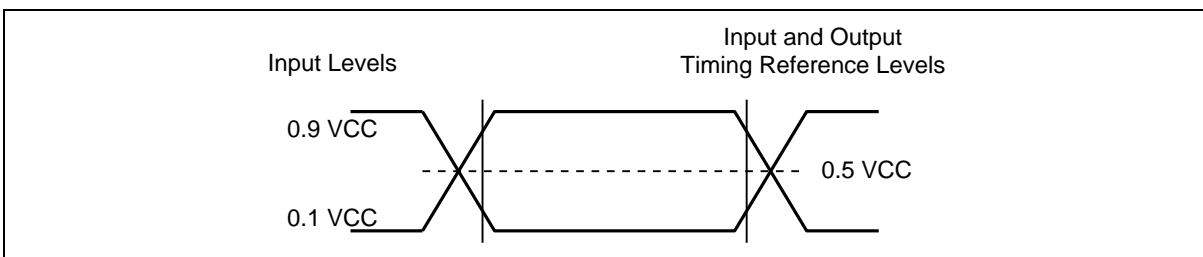 Input Levels
Input and Output
Timing Reference Levels
0.9 VCC
0.5 VCC
0.1 VCC